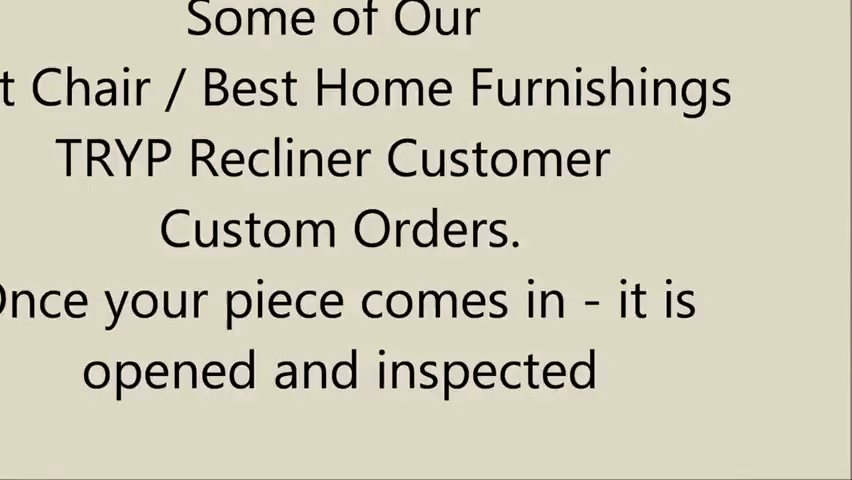 Some of Our
t Chair / Best Home Furnishings
TRYP Recliner Customer
Custom Orders.
Once your piece comes in - it is
opened and inspected